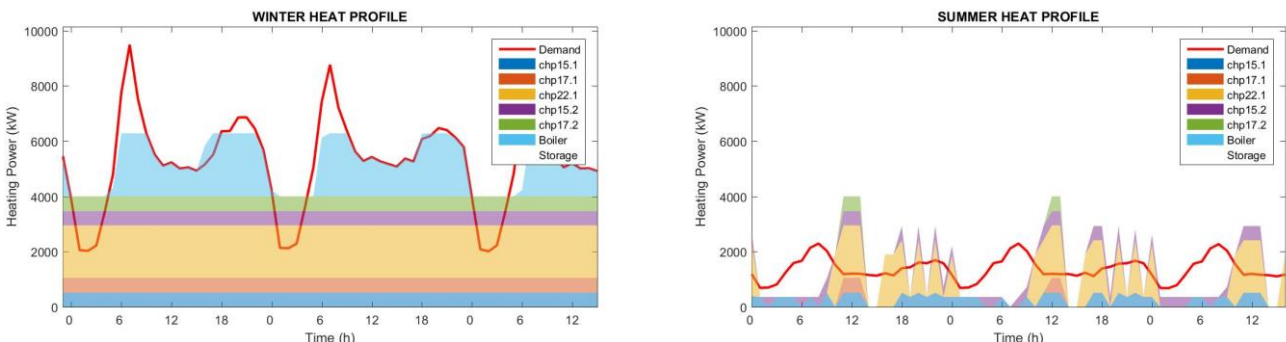 WINTER HEAT PROFILE
10000
8000
6000
4000
2000
0
Heating Power (kW)
Demand
chp15.1
chp17.1
chp22.1
chp15.2
chp17.2
Boiler
Storage
0 6 12 18 0 6 12 18 0 6 12
Time (h)
SUMMER HEAT PROFILE
10000
8000
6000
4000
2000
0
Heating Power (kW)
Demand
chp15.1
chp17.1
chp22.1
chp15.2
chp17.2
Boiler
Storage
0 6 12 18 0 6 12 18 0 6 12
Time (h)